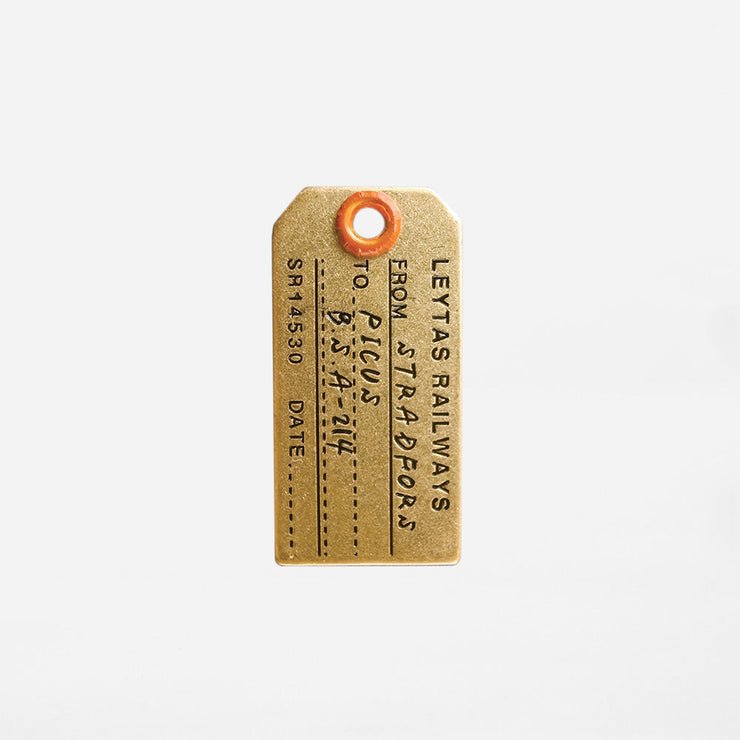 LEYTAS RAILWAYS
FROM STRADFORS
TO PICUS
B.S.A-214
SR14530 DATE